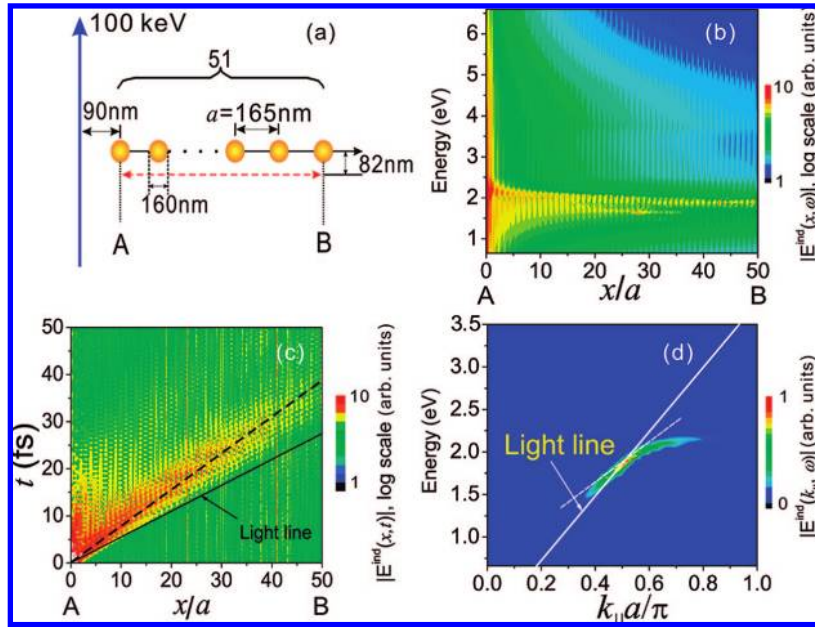 100 keV
(a)
51
90nm
a=165nm
82nm
160nm
A
B
(b)
Energy (eV)
6
5
4
3
2
1
0
10
20
30
40
50
A
x/a
B
10
1
|E^ind(x,ω)|, log scale (arb. units)
(c)
t (fs)
50
40
30
20
10
0
Light line
0
10
20
30
40
50
A
x/a
B
10
1
|E^ind(x,t)|, log scale (arb. units)
(d)
Energy (eV)
3.5
3.0
2.5
2.0
1.5
1.0
Light line
0.0
0.2
0.4
0.6
0.8
1.0
k_||a/π
1
0
|E^ind(k_||, ω)| (arb. units)